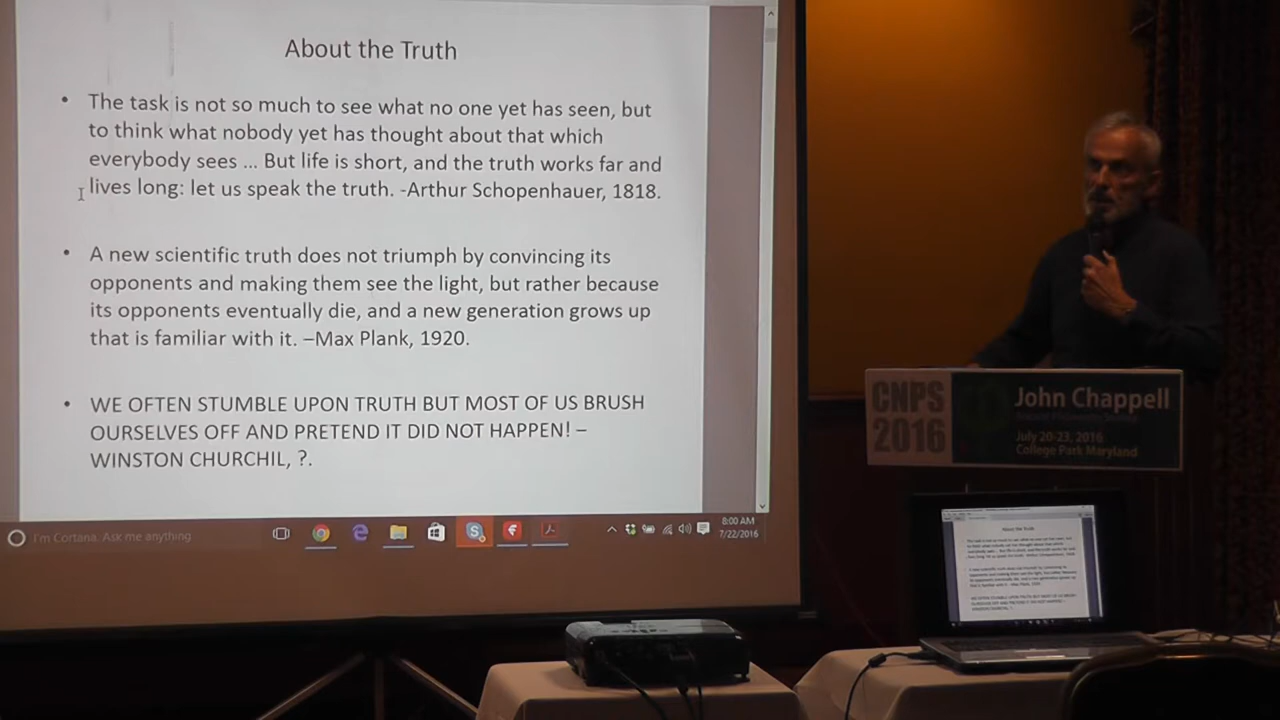 About the Truth
• The task is not so much to see what no one yet has seen, but
to think what nobody yet has thought about that which
everybody sees ... But life is short, and the truth works far and
lives long: let us speak the truth. -Arthur Schopenhauer, 1818.
• A new scientific truth does not triumph by convincing its
opponents and making them see the light, but rather because
its opponents eventually die, and a new generation grows up
that is familiar with it. –Max Plank, 1920.
• WE OFTEN STUMBLE UPON TRUTH BUT MOST OF US BRUSH
OURSELVES OFF AND PRETEND IT DID NOT HAPPEN! –
WINSTON CHURCHIL, ?.
I'm Cortana. Ask me anything
8:00 AM
7/22/2016
CNPS
2016
John Chappell
July 20-23, 2016
College Park Maryland
About the Truth